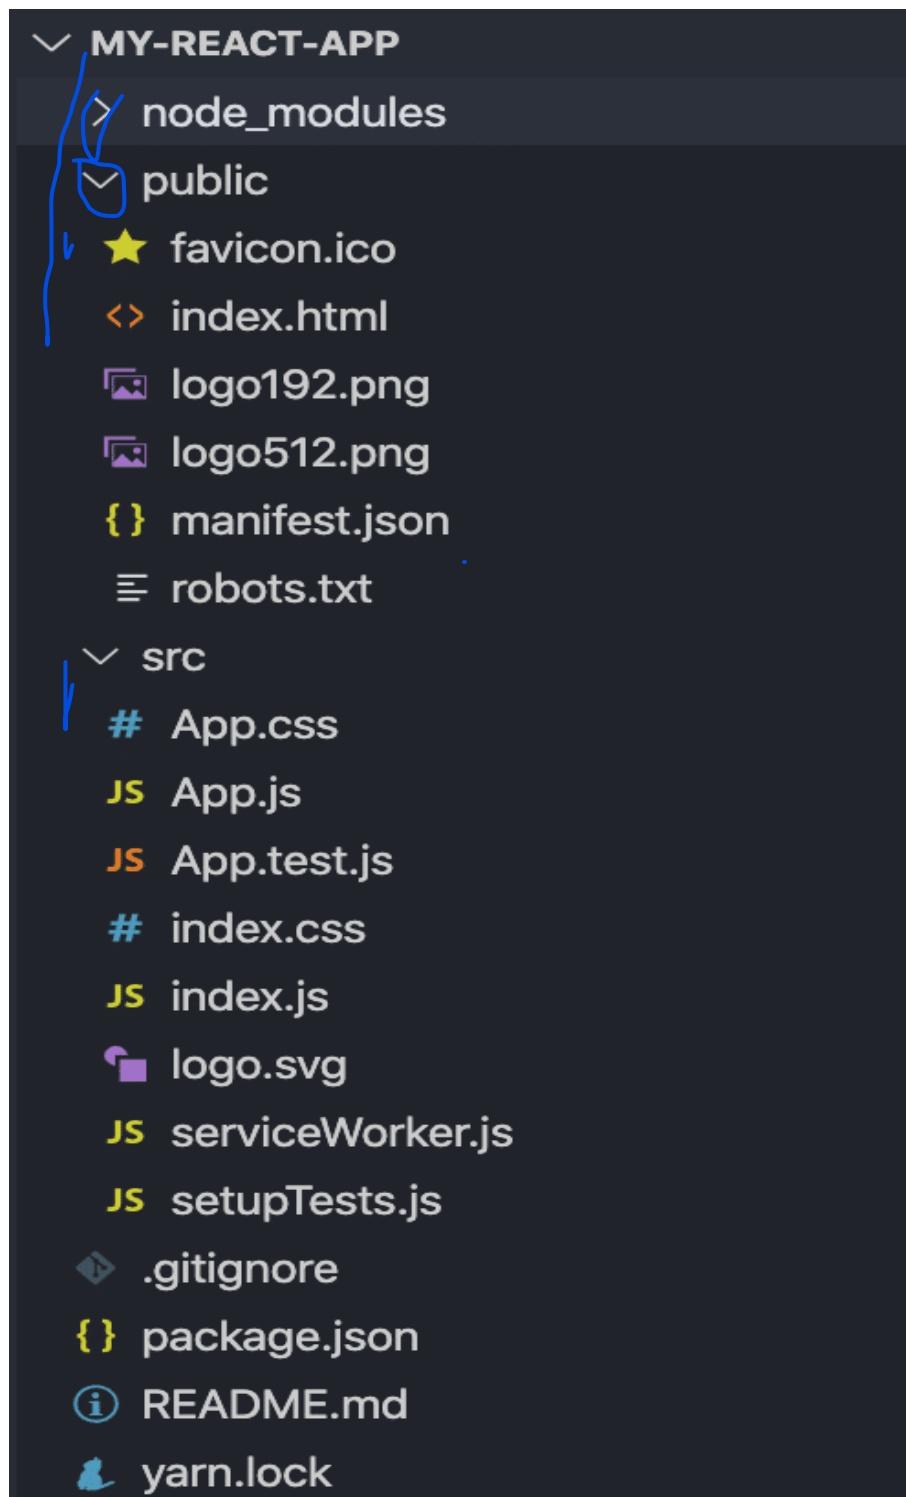 MY-REACT-APP
node_modules
public
favicon.ico
index.html
logo192.png
logo512.png
manifest.json
robots.txt
src
App.css
App.js
App.test.js
index.css
index.js
logo.svg
serviceWorker.js
setupTests.js
.gitignore
package.json
README.md
yarn.lock